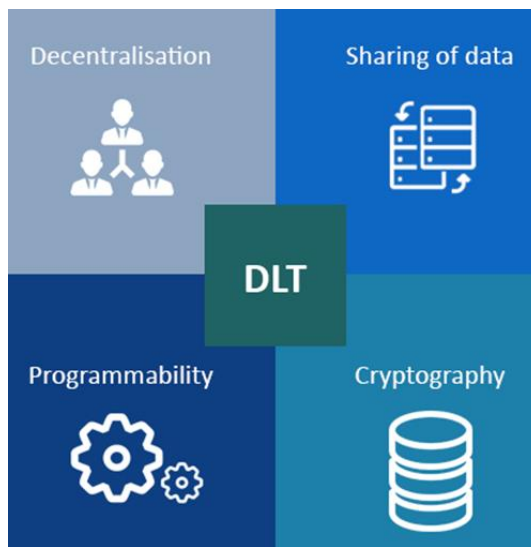 Decentralisation
Sharing of data
DLT
Programmability
Cryptography